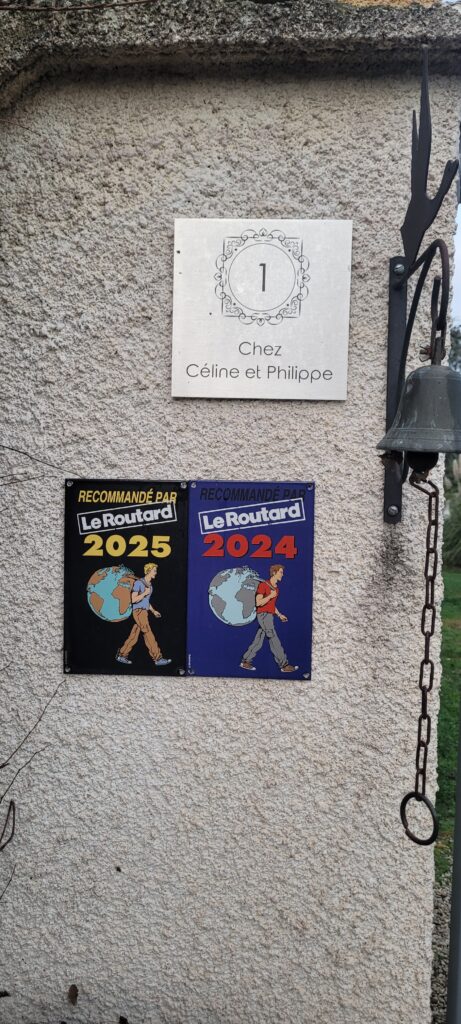 1
Chez
Céline et Philippe
RECOMMANDÉ PAR
Le Routard
2025
RECOMMANDÉ PAR
Le Routard
2024